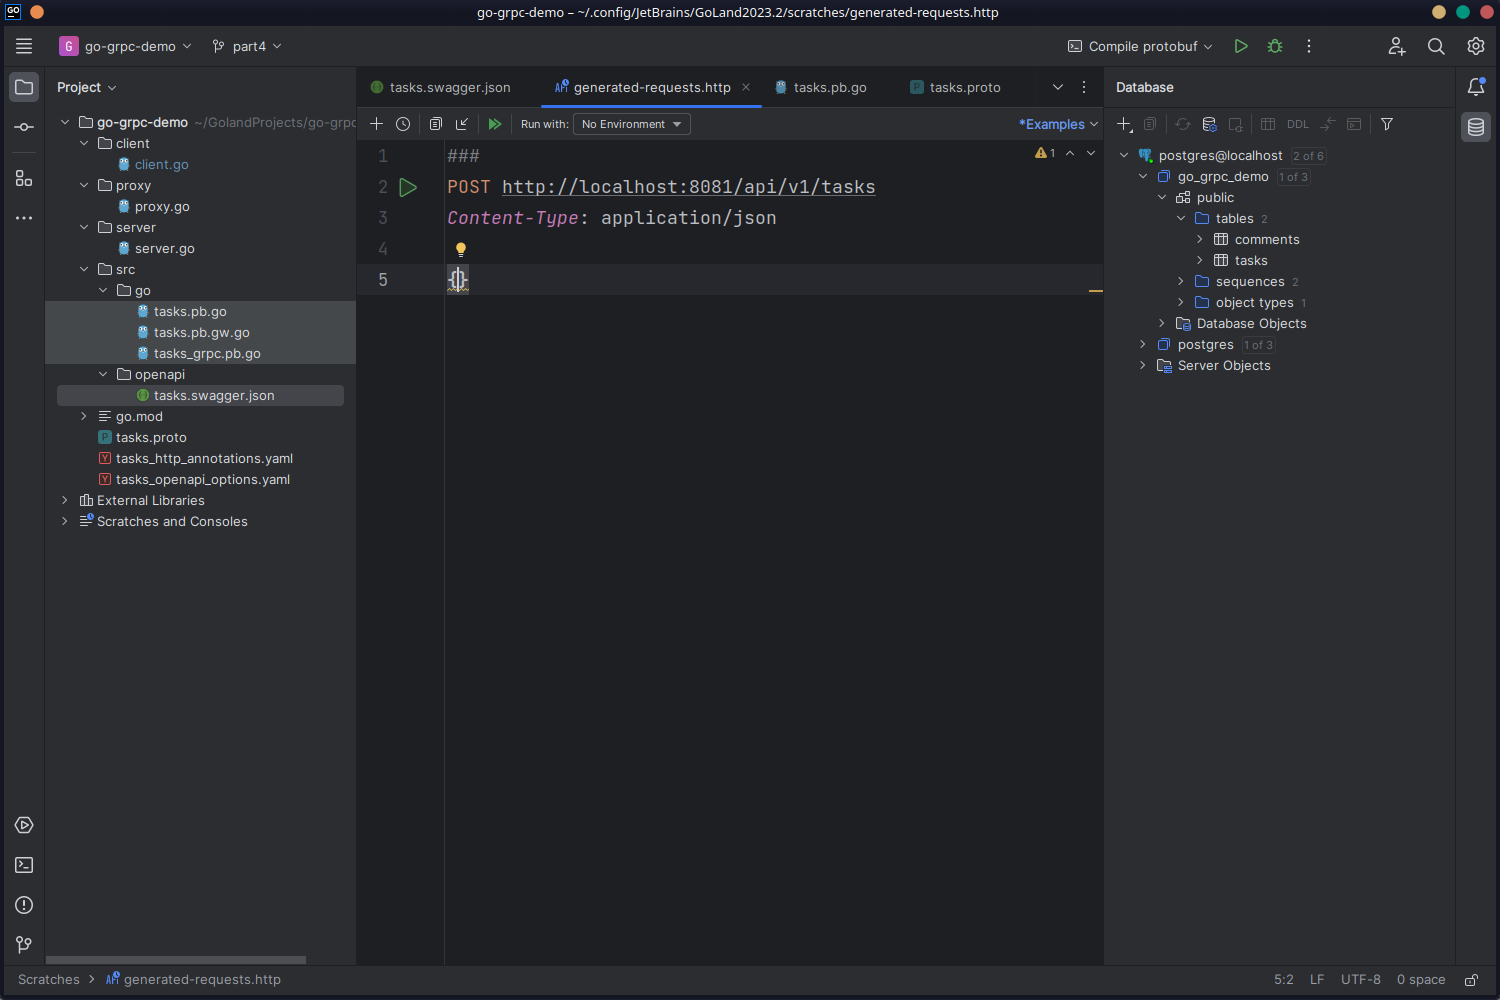 GO
go-grpc-demo – ~/.config/JetBrains/GoLand2023.2/scratches/generated-requests.http
G go-grpc-demo part4 Compile protobuf
Project
tasks.swagger.json generated-requests.http tasks.pb.go tasks.proto
Database
Run with: No Environment *Examples
DDL
go-grpc-demo ~/GolandProjects/go-grpc
client
client.go
proxy
proxy.go
server
server.go
src
go
tasks.pb.go
tasks.pb.gw.go
tasks_grpc.pb.go
openapi
tasks.swagger.json
go.mod
tasks.proto
tasks_http_annotations.yaml
tasks_openapi_options.yaml
External Libraries
Scratches and Consoles
1 ###
1
2 POST http://localhost:8081/api/v1/tasks
3 Content-Type: application/json
4
5 {}
postgres@localhost 2 of 6
go_grpc_demo 1 of 3
public
tables 2
comments
tasks
sequences 2
object types 1
Database Objects
postgres 1 of 3
Server Objects
Scratches API generated-requests.http 5:2 LF UTF-8 0 space